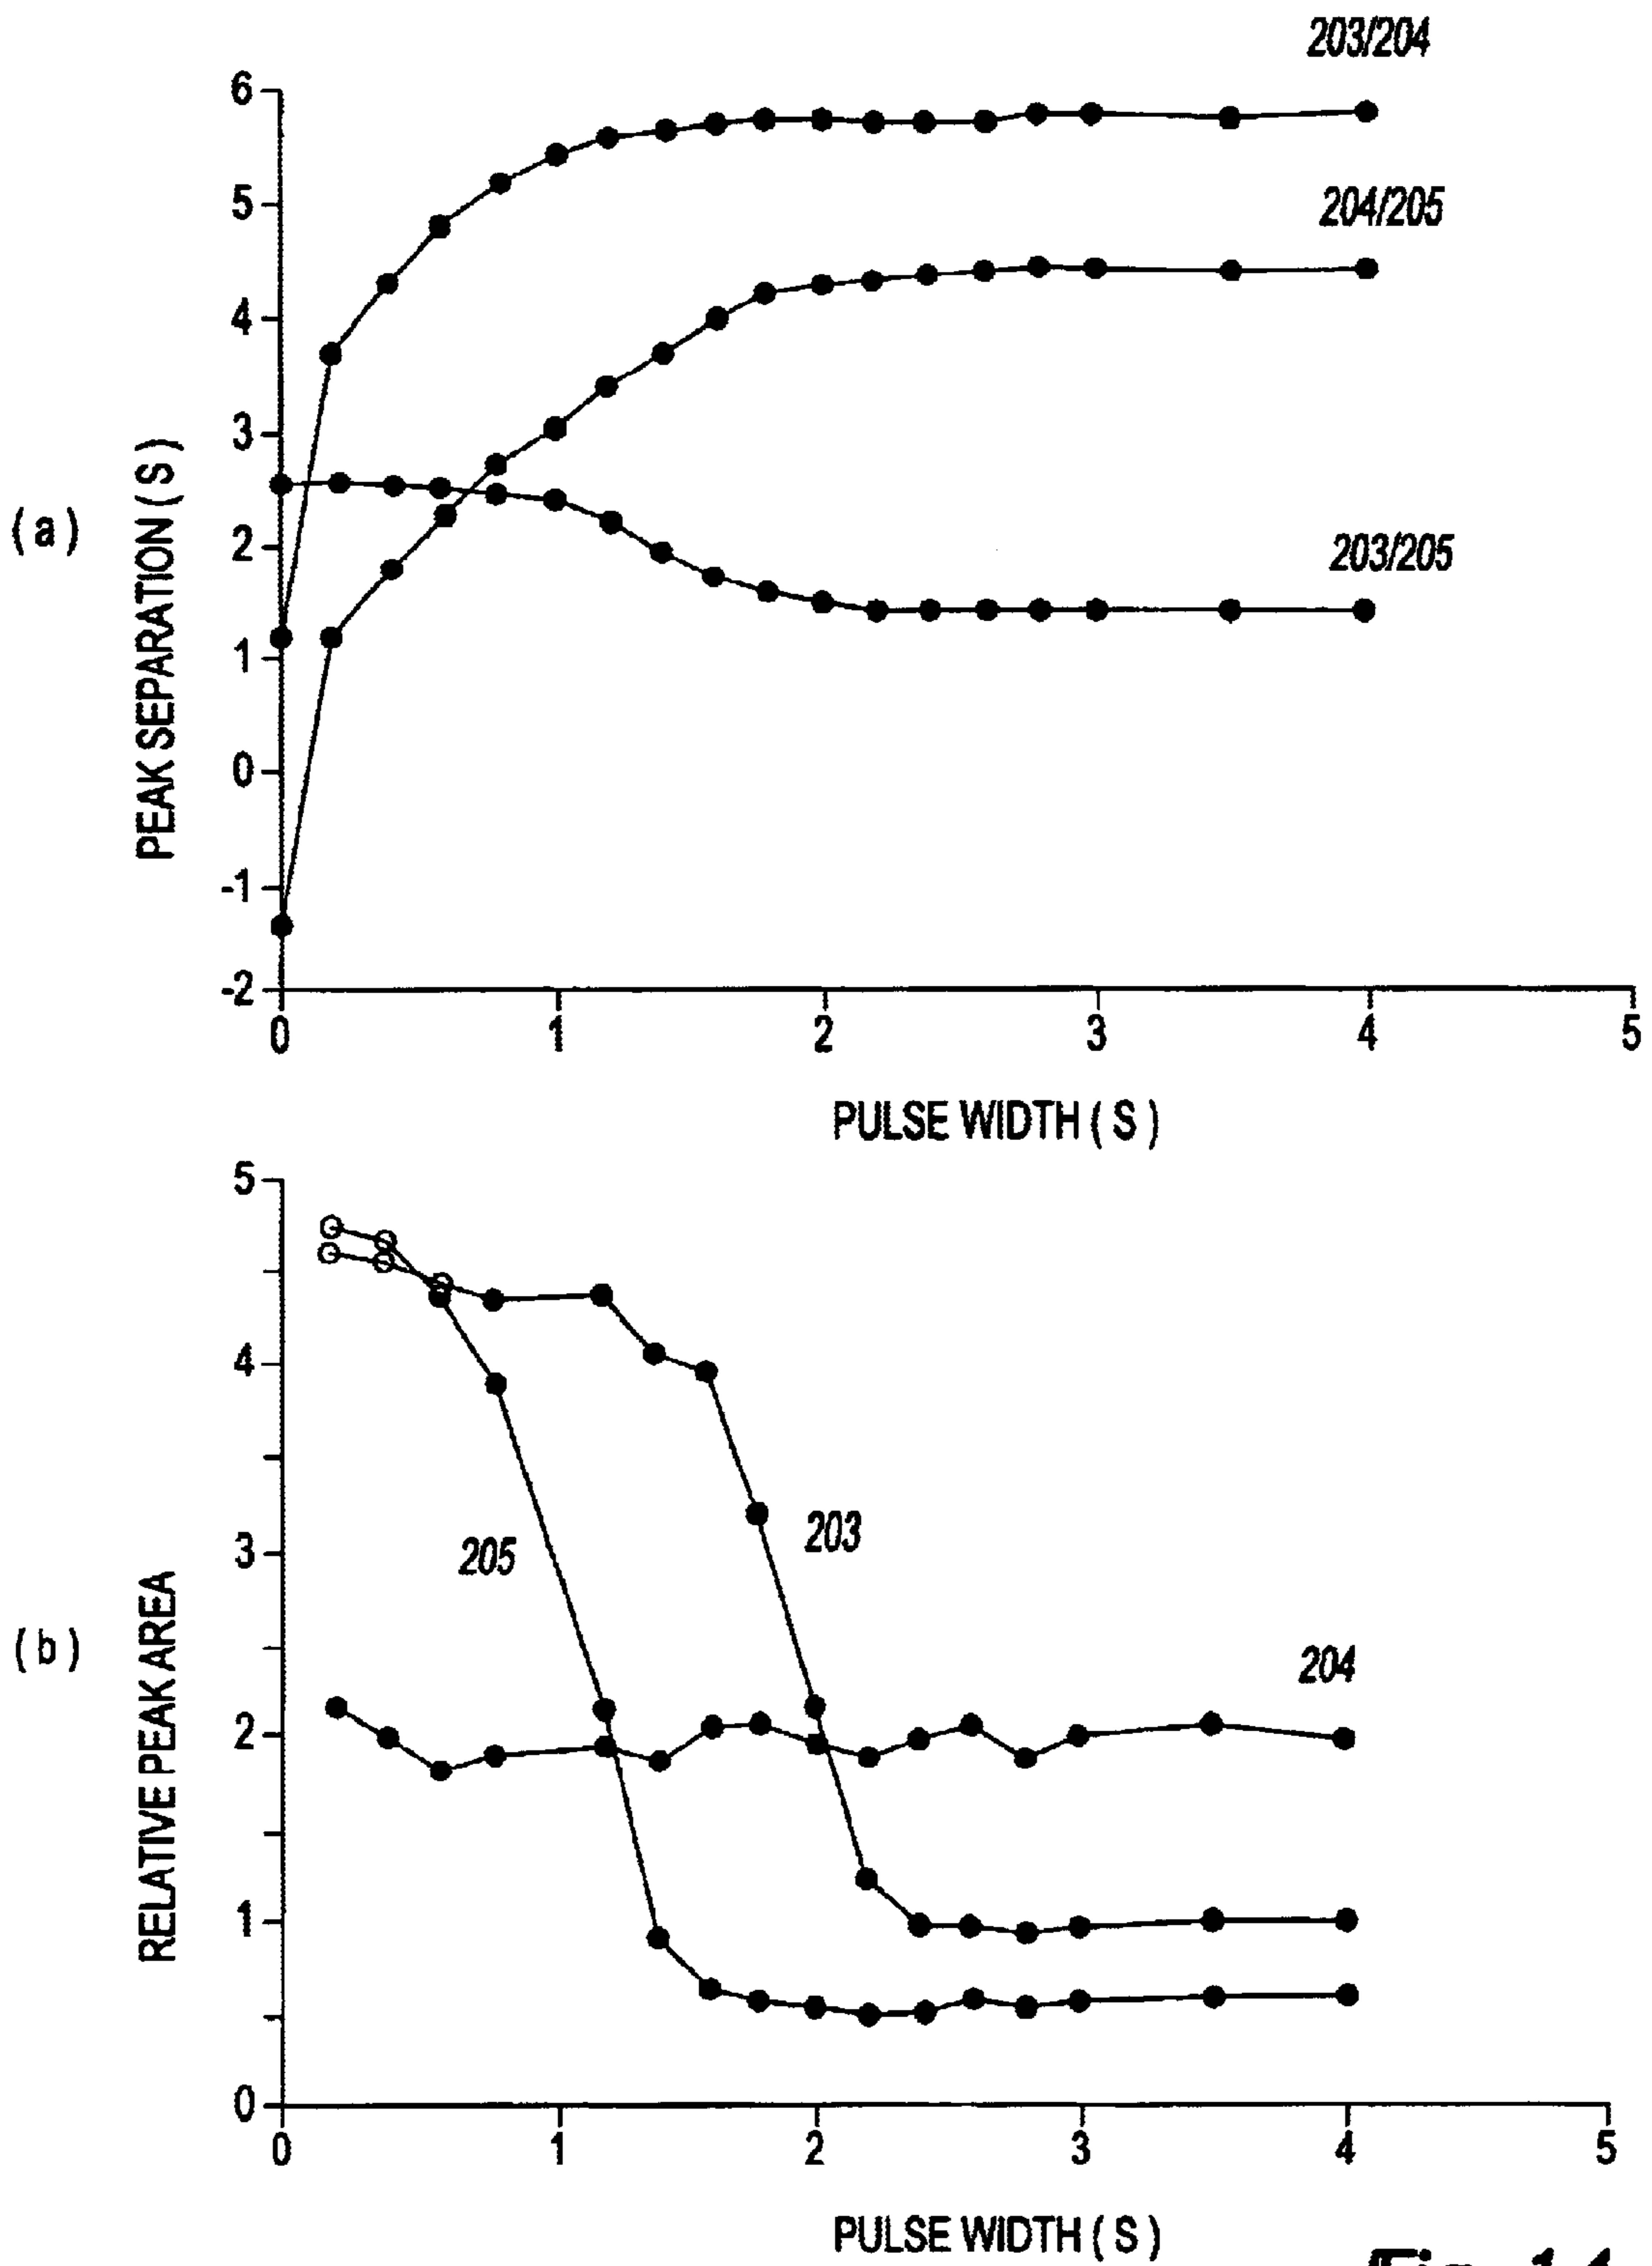 203/204
6
5
204/205
4
3
(a)
PEAK SEPARATION ( S )
2
203/205
1
0
-1
-2
0 1 2 3 4 5
PULSE WIDTH ( S )
5
4
3
205
203
(b)
RELATIVE PEAK AREA
204
2
1
0
0 1 2 3 4 5
PULSE WIDTH ( S )